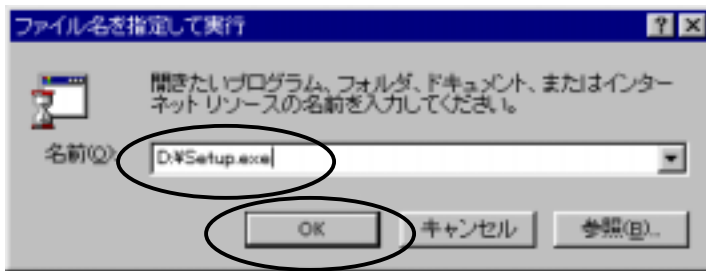 ファイル名を指定して実行
開きたいプログラム、フォルダ、ドキュメント、またはインター
ネット リソースの名前を入力してください。
名前(O):
D:¥Setup.exe
OK
キャンセル
参照(B)...